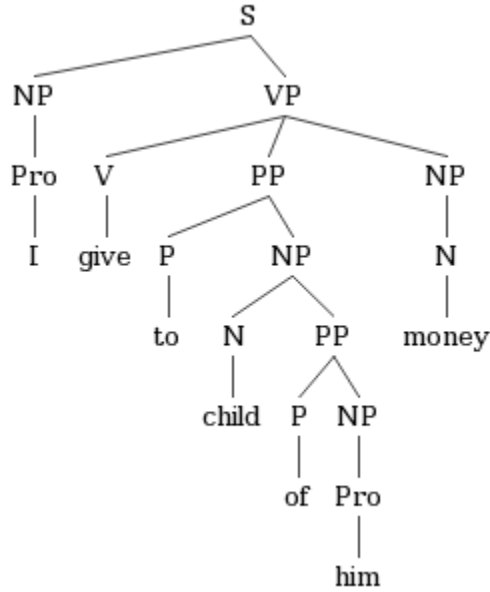 S
NP VP
Pro V PP NP
I give P NP N
to N PP money
child P NP
of Pro
him